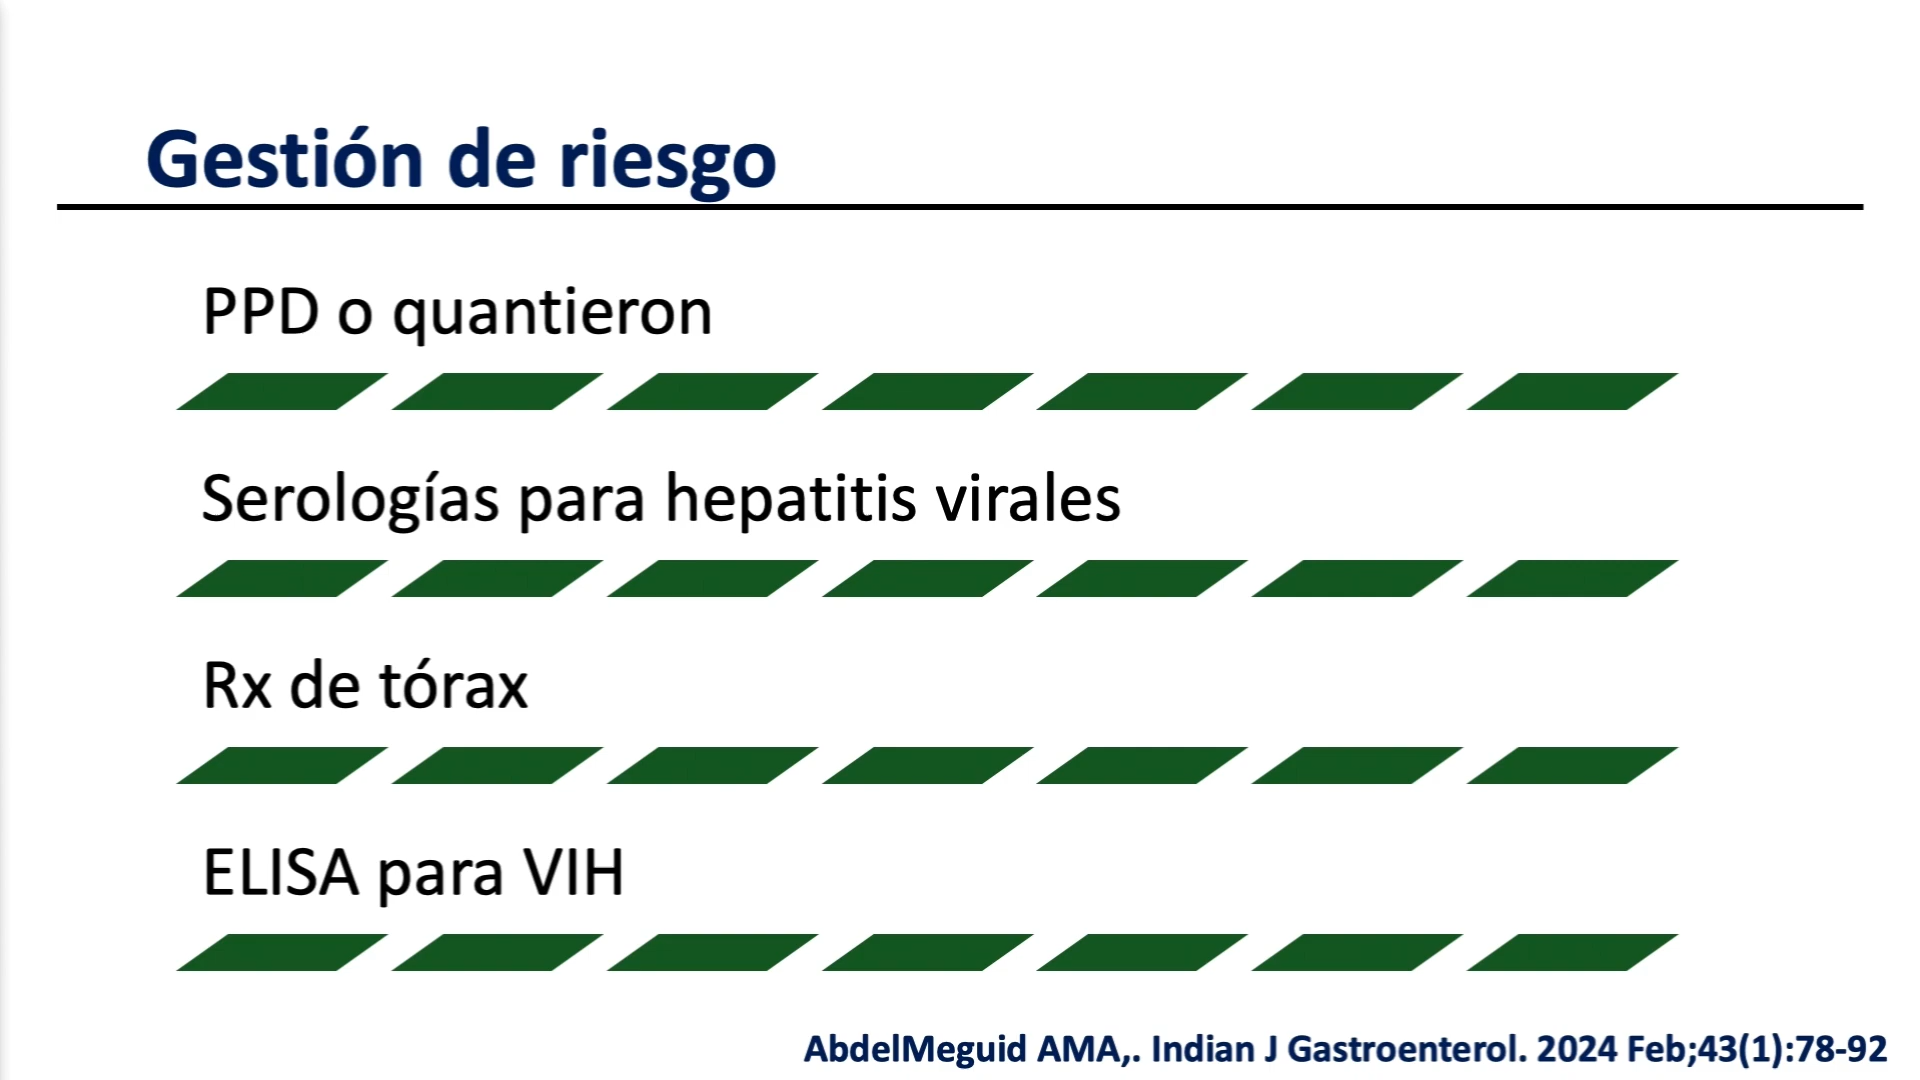 Gestión de riesgo
PPD o quantieron
Serologías para hepatitis virales
Rx de tórax
ELISA para VIH
AbdelMeguid AMA,. Indian J Gastroenterol. 2024 Feb;43(1):78-92